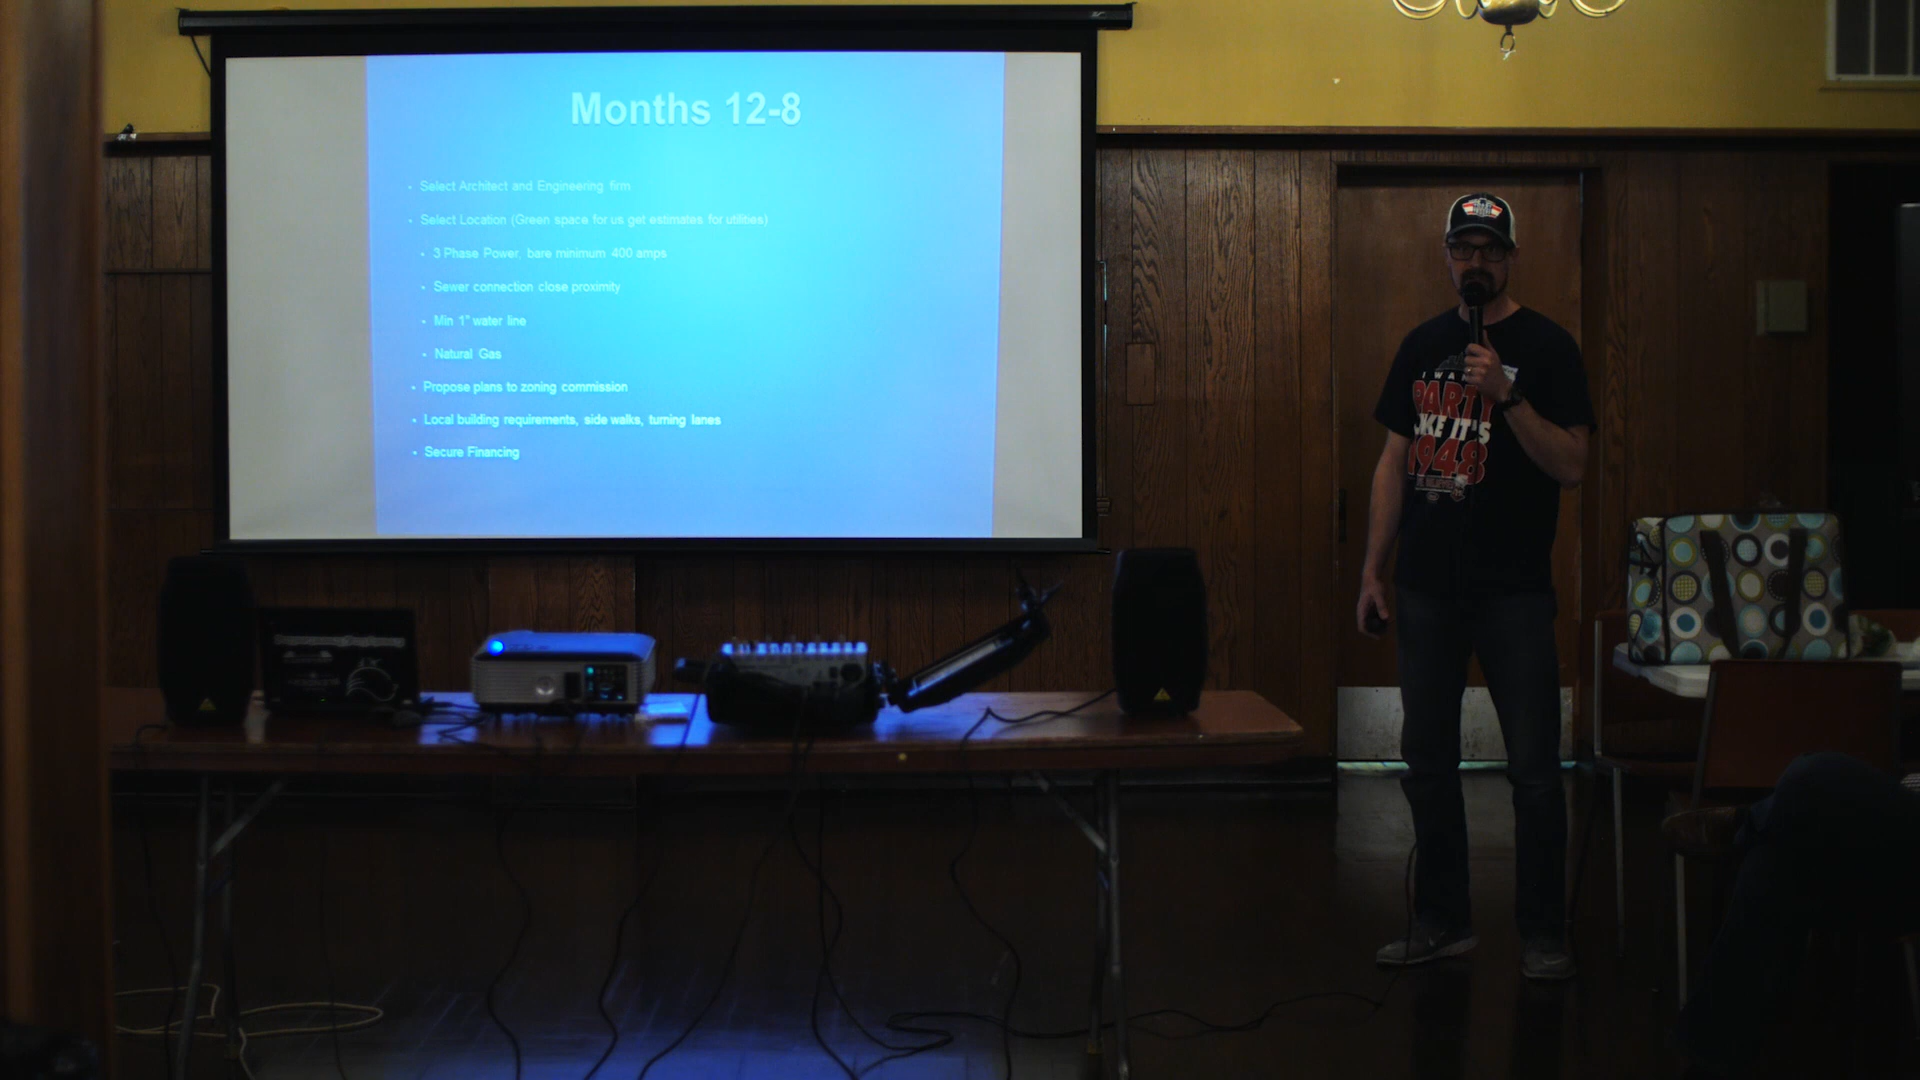 Months 12-8
Select Architect and Engineering firm
Select Location (Green space for us get estimates for utilities)
3 Phase Power, bare minimum 400 amps
Sewer connection close proximity
Min 1" water line
Natural Gas
Propose plans to zoning commission
Local building requirements, side walks, turning lanes
Secure Financing
I WAN
PARTY
LIKE IT'S
1948